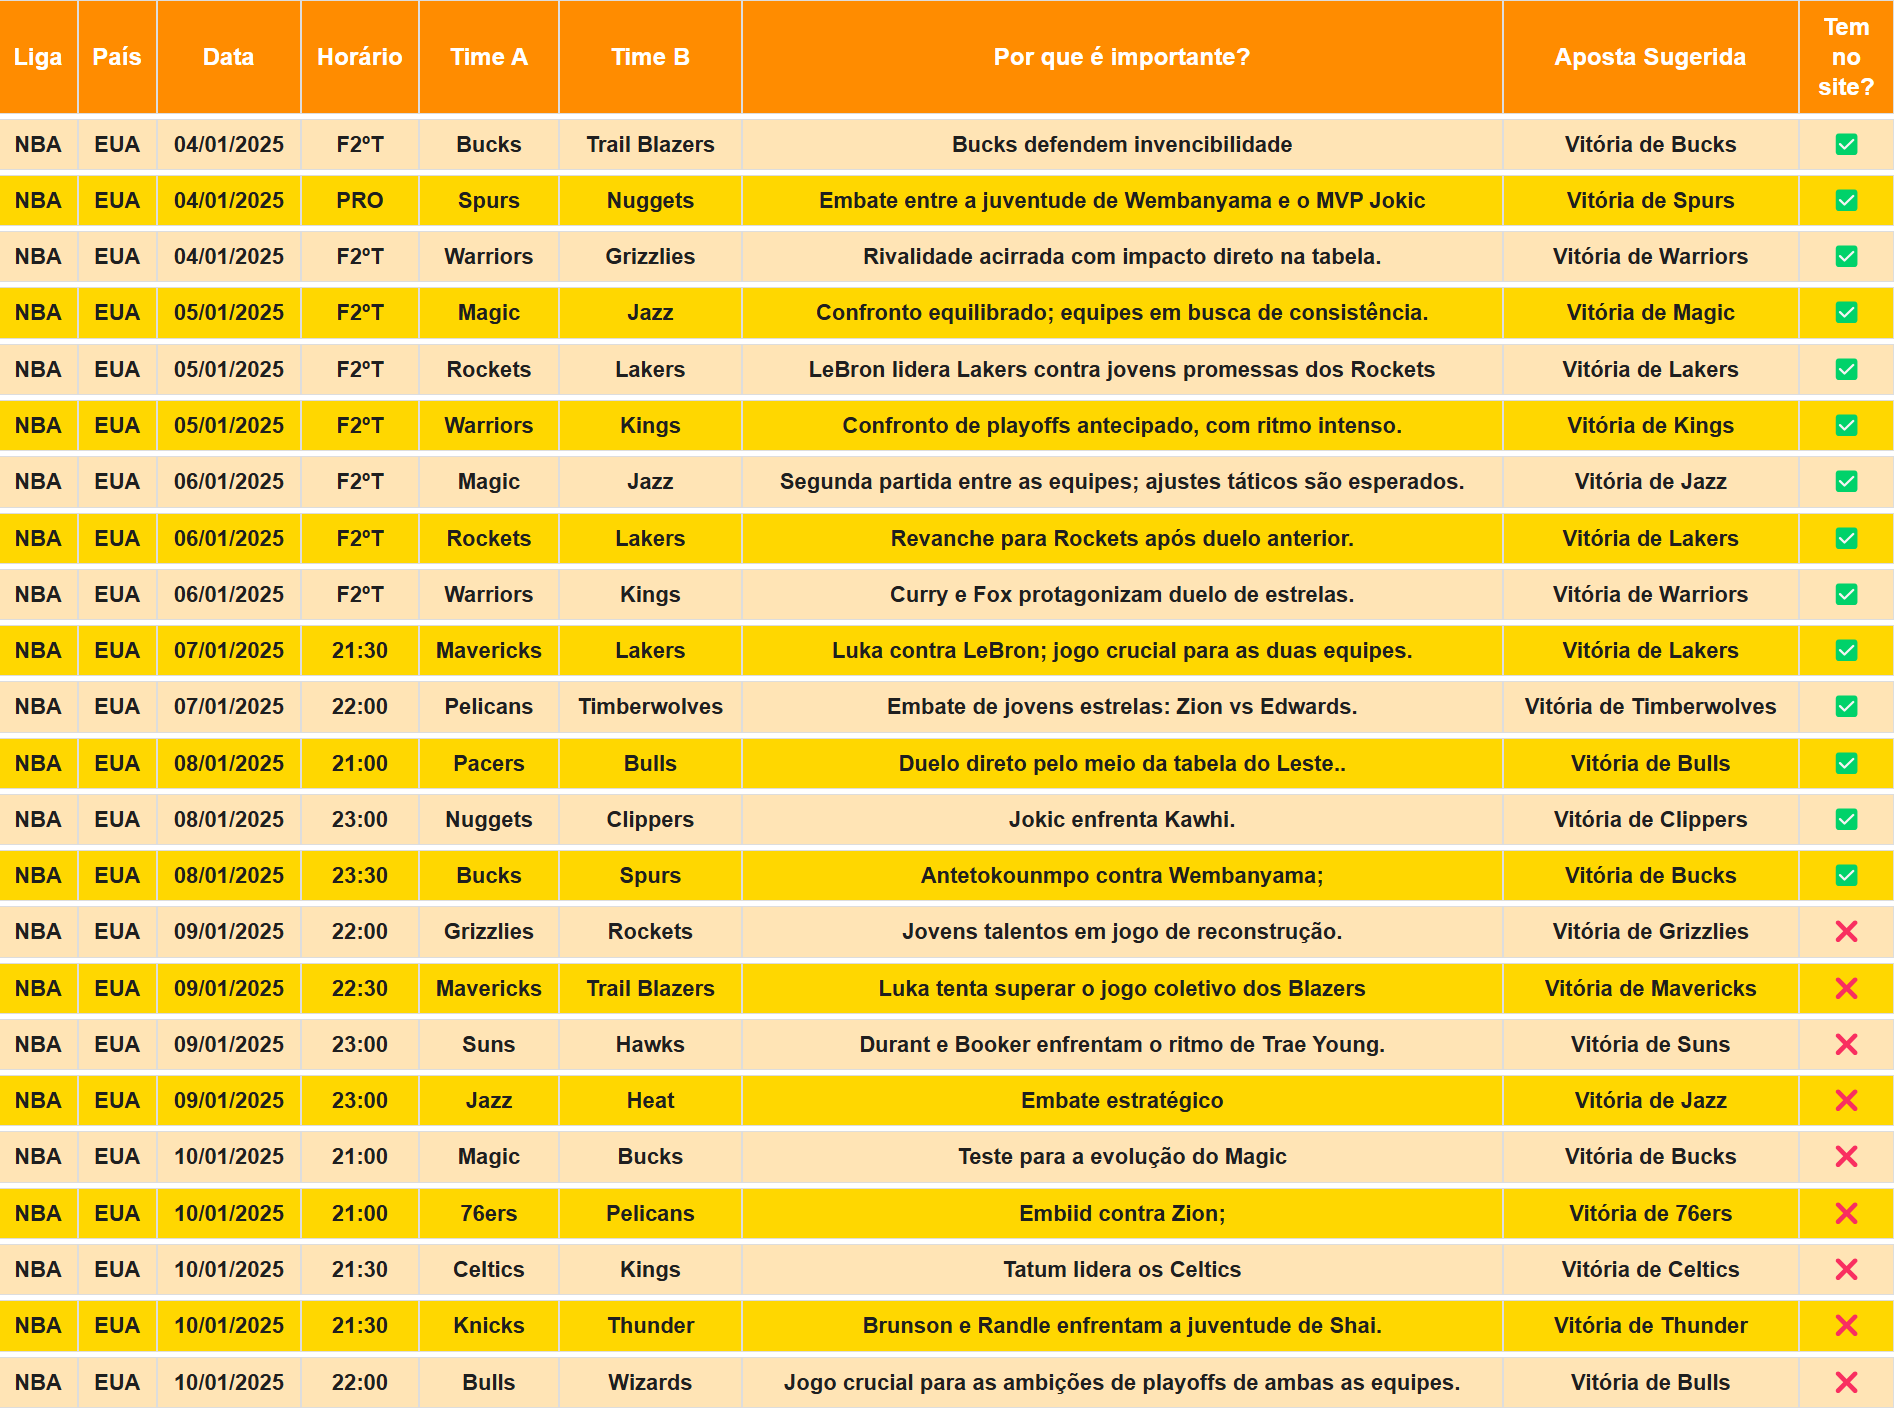 Liga País Data Horário Time A Time B Por que é importante? Aposta Sugerida Tem no site?
NBA EUA 04/01/2025 F2ºT Bucks Trail Blazers Bucks defendem invencibilidade Vitória de Bucks ✅
NBA EUA 04/01/2025 PRO Spurs Nuggets Embate entre a juventude de Wembanyama e o MVP Jokic Vitória de Spurs ✅
NBA EUA 04/01/2025 F2ºT Warriors Grizzlies Rivalidade acirrada com impacto direto na tabela. Vitória de Warriors ✅
NBA EUA 05/01/2025 F2ºT Magic Jazz Confronto equilibrado; equipes em busca de consistência. Vitória de Magic ✅
NBA EUA 05/01/2025 F2ºT Rockets Lakers LeBron lidera Lakers contra jovens promessas dos Rockets Vitória de Lakers ✅
NBA EUA 05/01/2025 F2ºT Warriors Kings Confronto de playoffs antecipado, com ritmo intenso. Vitória de Kings ✅
NBA EUA 06/01/2025 F2ºT Magic Jazz Segunda partida entre as equipes; ajustes táticos são esperados. Vitória de Jazz ✅
NBA EUA 06/01/2025 F2ºT Rockets Lakers Revanche para Rockets após duelo anterior. Vitória de Lakers ✅
NBA EUA 06/01/2025 F2ºT Warriors Kings Curry e Fox protagonizam duelo de estrelas. Vitória de Warriors ✅
NBA EUA 07/01/2025 21:30 Mavericks Lakers Luka contra LeBron; jogo crucial para as duas equipes. Vitória de Lakers ✅
NBA EUA 07/01/2025 22:00 Pelicans Timberwolves Embate de jovens estrelas: Zion vs Edwards. Vitória de Timberwolves ✅
NBA EUA 08/01/2025 21:00 Pacers Bulls Duelo direto pelo meio da tabela do Leste.. Vitória de Bulls ✅
NBA EUA 08/01/2025 23:00 Nuggets Clippers Jokic enfrenta Kawhi. Vitória de Clippers ✅
NBA EUA 08/01/2025 23:30 Bucks Spurs Antetokounmpo contra Wembanyama; Vitória de Bucks ✅
NBA EUA 09/01/2025 22:00 Grizzlies Rockets Jovens talentos em jogo de reconstrução. Vitória de Grizzlies ❌
NBA EUA 09/01/2025 22:30 Mavericks Trail Blazers Luka tenta superar o jogo coletivo dos Blazers Vitória de Mavericks ❌
NBA EUA 09/01/2025 23:00 Suns Hawks Durant e Booker enfrentam o ritmo de Trae Young. Vitória de Suns ❌
NBA EUA 09/01/2025 23:00 Jazz Heat Embate estratégico Vitória de Jazz ❌
NBA EUA 10/01/2025 21:00 Magic Bucks Teste para a evolução do Magic Vitória de Bucks ❌
NBA EUA 10/01/2025 21:00 76ers Pelicans Embiid contra Zion; Vitória de 76ers ❌
NBA EUA 10/01/2025 21:30 Celtics Kings Tatum lidera os Celtics Vitória de Celtics ❌
NBA EUA 10/01/2025 21:30 Knicks Thunder Brunson e Randle enfrentam a juventude de Shai. Vitória de Thunder ❌
NBA EUA 10/01/2025 22:00 Bulls Wizards Jogo crucial para as ambições de playoffs de ambas as equipes. Vitória de Bulls ❌